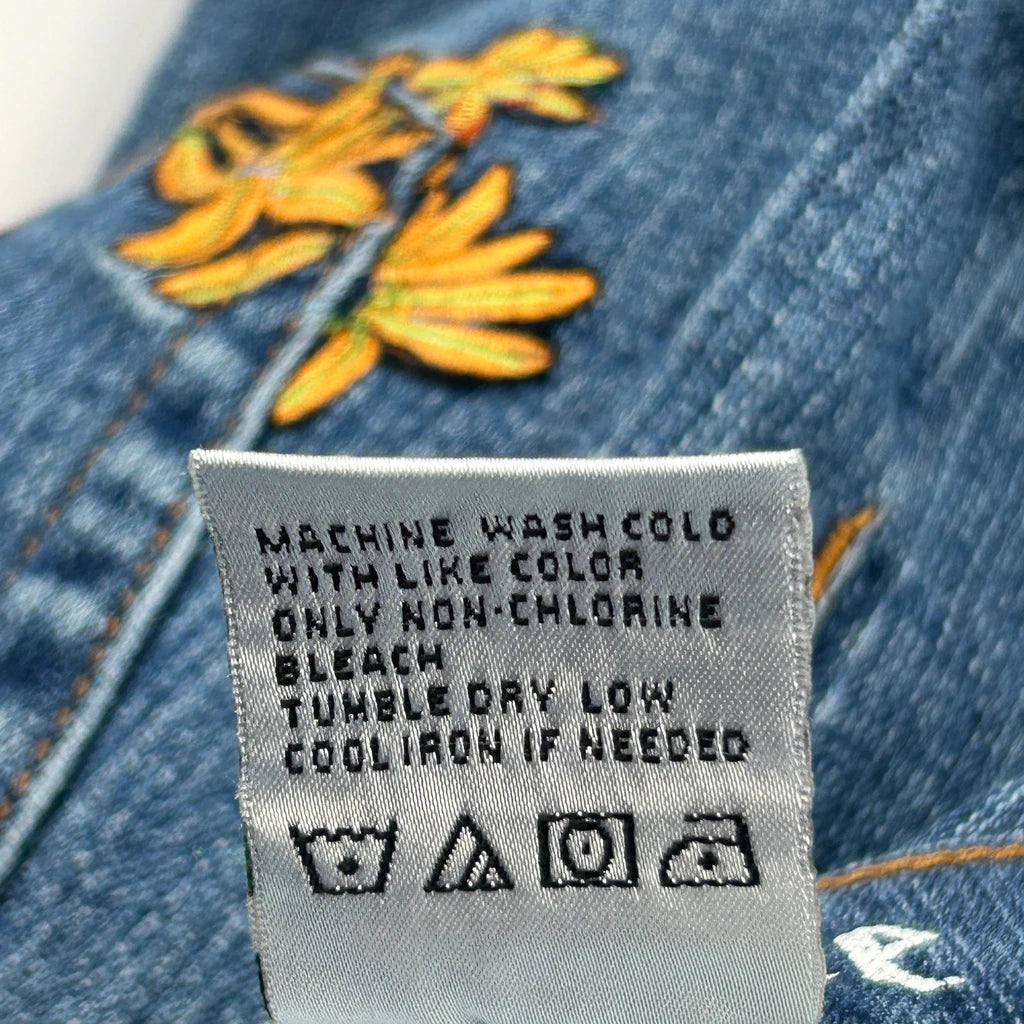 MACHINE WASH COLD
WITH LIKE COLOR
ONLY NON-CHLORINE
BLEACH
TUMBLE DRY LOW
COOL IRON IF NEEDED